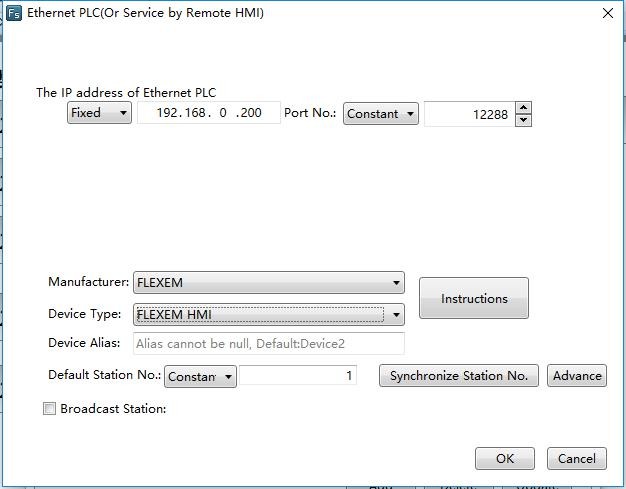 Fs Ethernet PLC(Or Service by Remote HMI)
The IP address of Ethernet PLC
Fixed 192.168. 0 .200 Port No.: Constant 12288
Manufacturer: FLEXEM
Instructions
Device Type: FLEXEM HMI
Device Alias: Alias cannot be null, Default:Device2
Default Station No.: Constan 1 Synchronize Station No. Advance
Broadcast Station:
OK Cancel